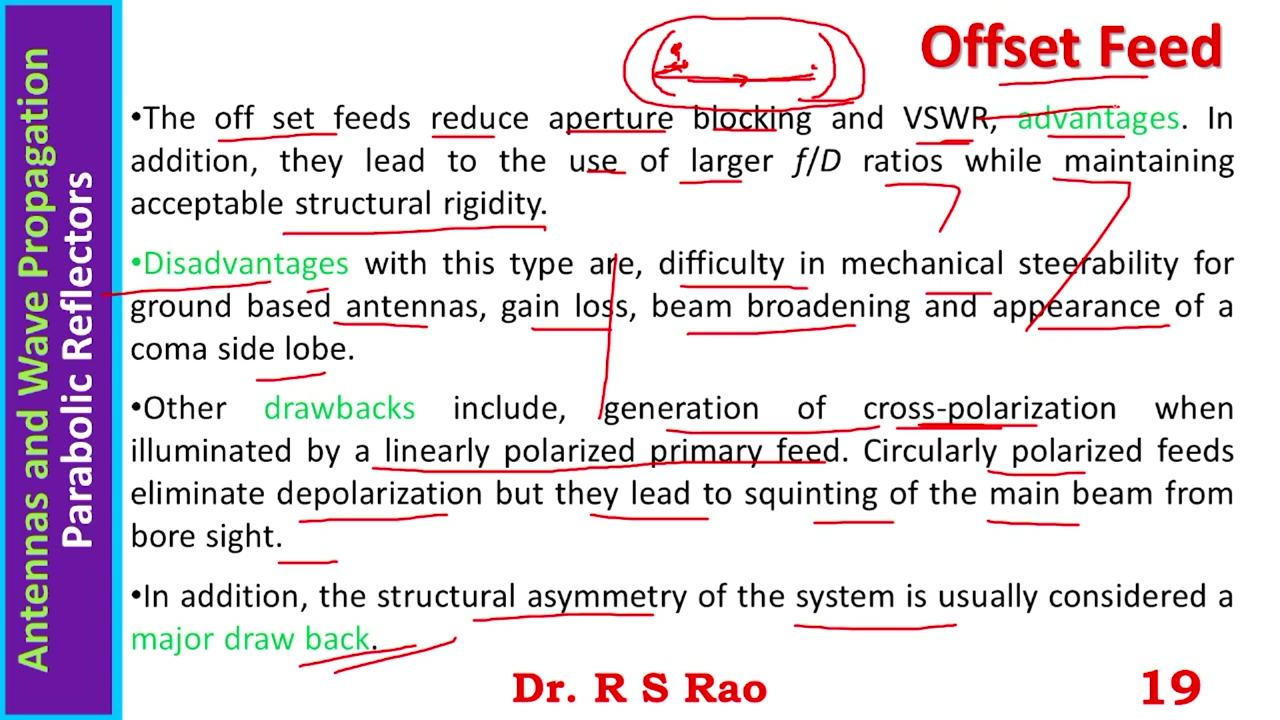 Antennas and Wave Propagation
Parabolic Reflectors
Offset Feed
•The off set feeds reduce aperture blocking and VSWR, advantages. In
addition, they lead to the use of larger f/D ratios while maintaining
acceptable structural rigidity.
•Disadvantages with this type are, difficulty in mechanical steerability for
ground based antennas, gain loss, beam broadening and appearance of a
coma side lobe.
•Other drawbacks include, generation of cross-polarization when
illuminated by a linearly polarized primary feed. Circularly polarized feeds
eliminate depolarization but they lead to squinting of the main beam from
bore sight.
•In addition, the structural asymmetry of the system is usually considered a
major draw back.
Dr. R S Rao
19